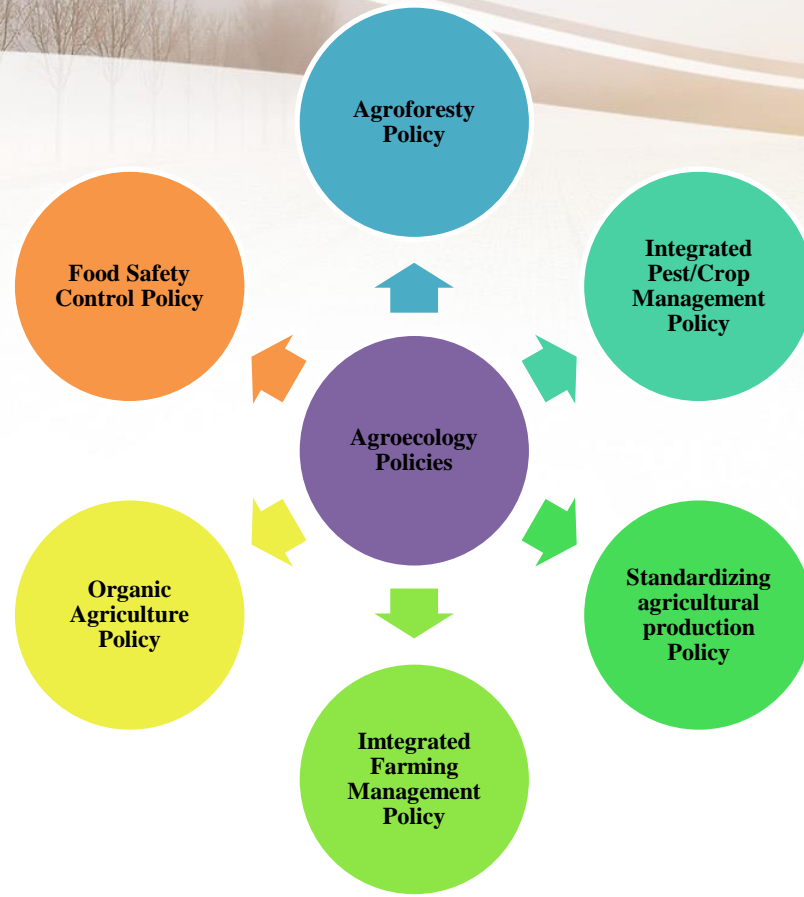 Agroforesty
Policy
Food Safety
Control Policy
Integrated
Pest/Crop
Management
Policy
Agroecology
Policies
Organic
Agriculture
Policy
Standardizing
agricultural
production
Policy
Imtegrated
Farming
Management
Policy